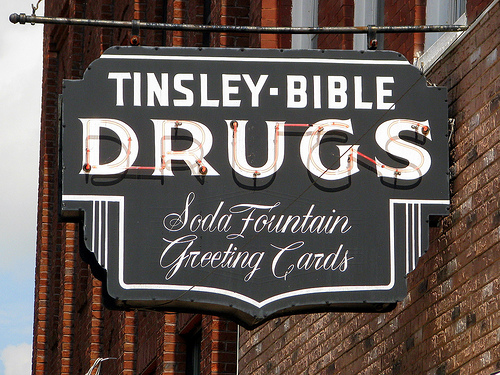 TINSLEY-BIBLE
DRUGS
Soda Fountain
Greeting Cards